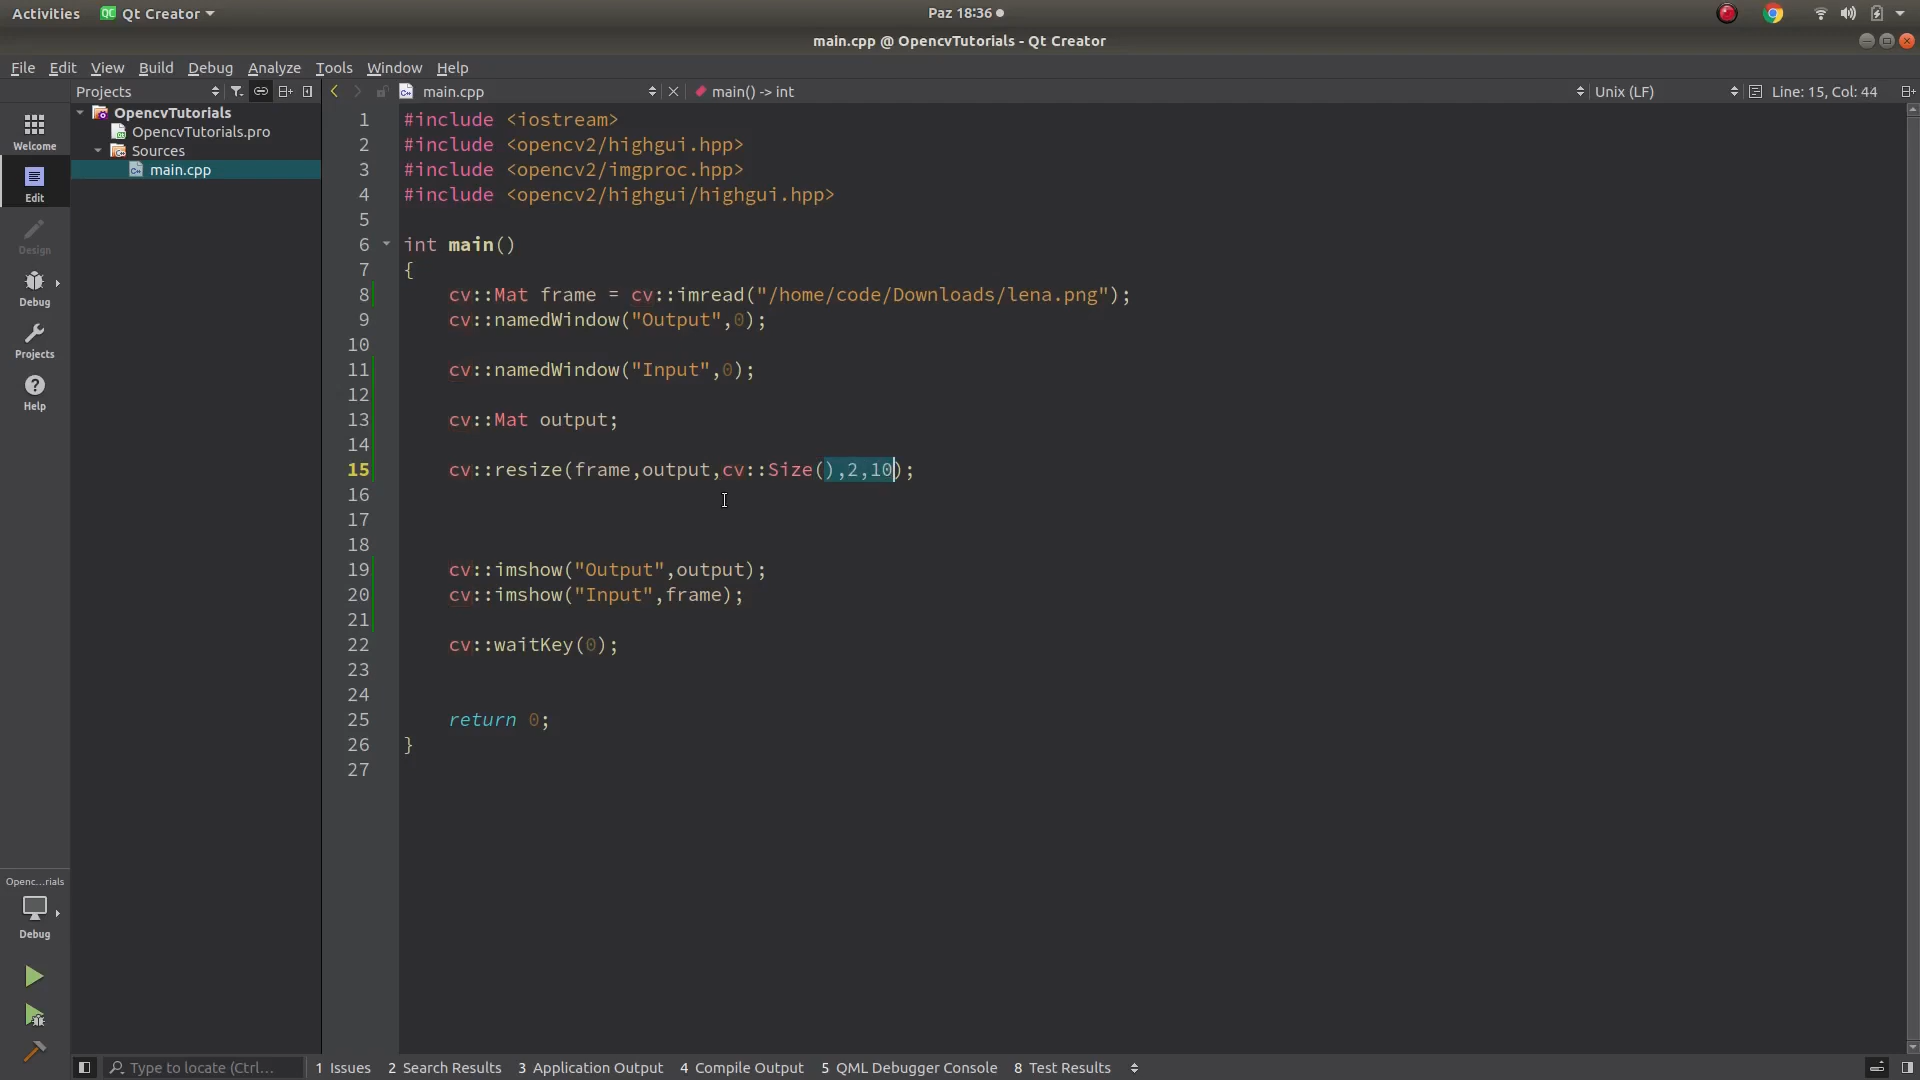 Activities Qt Creator Paz 18:36
main.cpp @ OpencvTutorials - Qt Creator
File Edit View Build Debug Analyze Tools Window Help
Projects main.cpp main() -> int Unix (LF) Line: 15, Col: 44
OpencvTutorials
OpencvTutorials.pro
Sources
main.cpp
Welcome
Edit
Design
Debug
Projects
Help
1 #include <iostream>
2 #include <opencv2/highgui.hpp>
3 #include <opencv2/imgproc.hpp>
4 #include <opencv2/highgui/highgui.hpp>
5
6 int main()
7 {
8 cv::Mat frame = cv::imread("/home/code/Downloads/lena.png");
9 cv::namedWindow("Output",0);
10
11 cv::namedWindow("Input",0);
12
13 cv::Mat output;
14
15 cv::resize(frame,output,cv::Size(),2,10);
16
17
18
19 cv::imshow("Output",output);
20 cv::imshow("Input",frame);
21
22 cv::waitKey(0);
23
24
25 return 0;
26 }
27
Openc...rials
Debug
Type to locate (Ctrl... 1 Issues 2 Search Results 3 Application Output 4 Compile Output 5 QML Debugger Console 8 Test Results